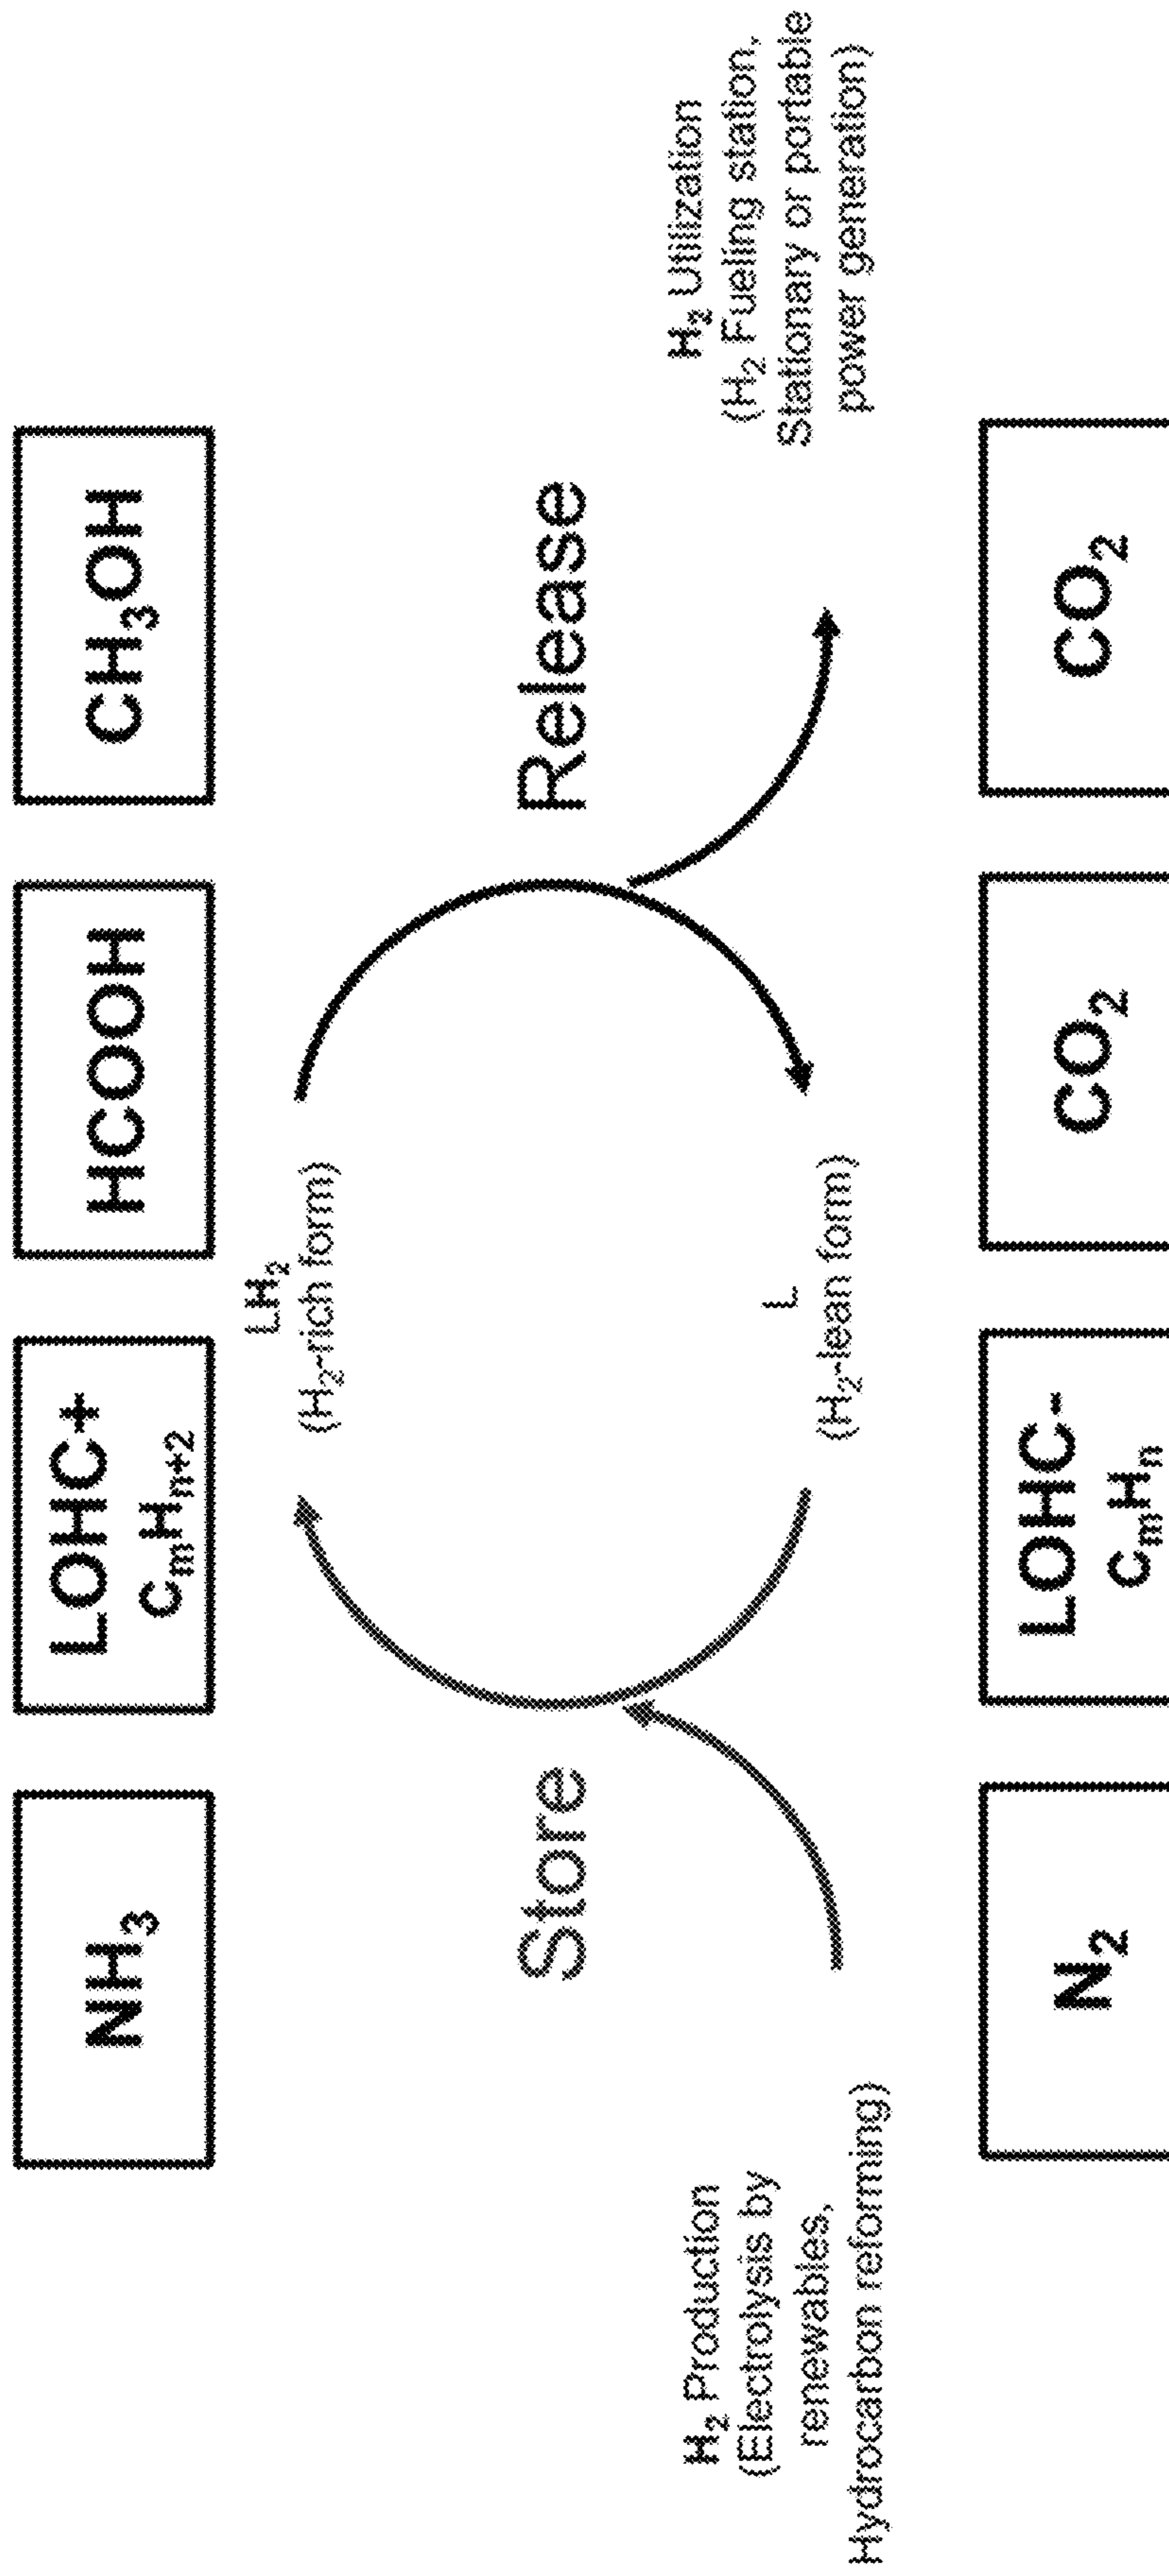 NH₃
LOHC+
CₘHₙ₊₂
HCOOH
CH₃OH
LH₂
(H₂-rich form)
Store
Release
L
(H₂-lean form)
H₂ Production
(Electrolysis by
renewables,
Hydrocarbon reforming)
H₂ Utilization
(H₂ Fueling station,
Stationary or portable
power generation)
N₂
LOHC-
CₘHₙ
CO₂
CO₂